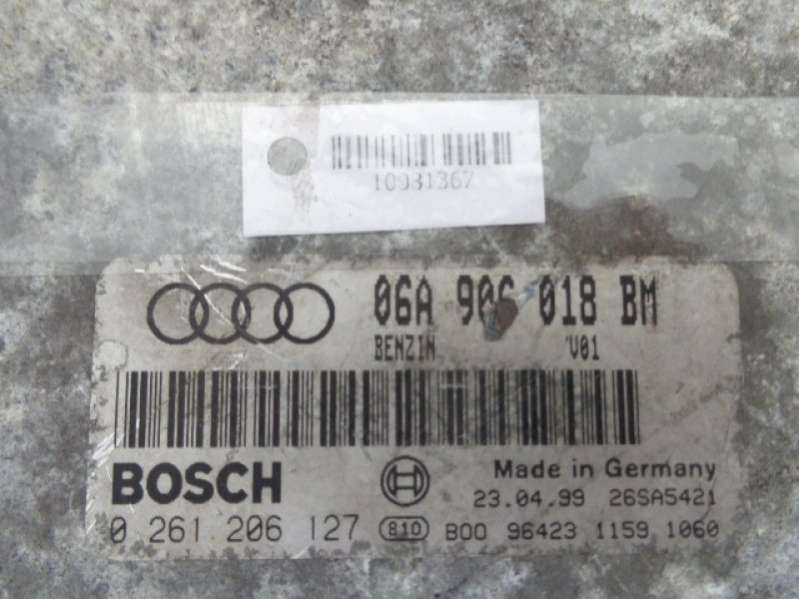 10981367
06A 906 018 BM
BENZIN V01
BOSCH
Made in Germany
23.04.99 26SA5421
0 261 206 127 810 B00 96423 1159 1060